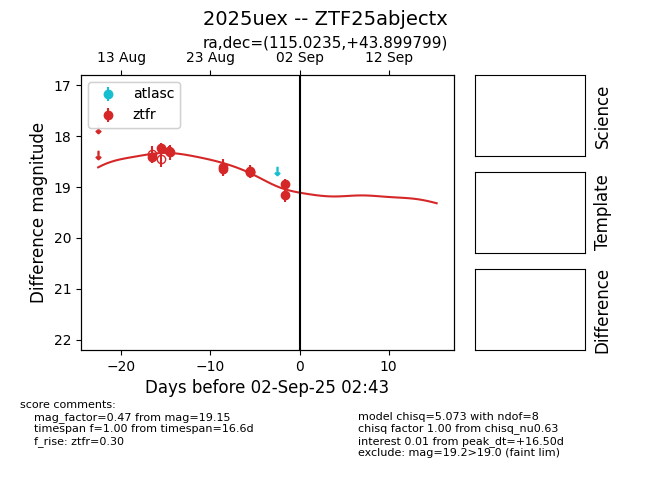 2025uex -- ZTF25abjectx
ra,dec=(115.0235,+43.899799)
13 Aug 23 Aug 02 Sep 12 Sep
atlasc
ztfr
17
18
19
20
21
22
Difference magnitude
−20 −10 0 10
Days before 02-Sep-25 02:43
Science
Template
Difference
score comments:
mag_factor=0.47 from mag=19.15
timespan f=1.00 from timespan=16.6d
f_rise: ztfr=0.30
model chisq=5.073 with ndof=8
chisq factor 1.00 from chisq_nu0.63
interest 0.01 from peak_dt=+16.50d
exclude: mag=19.2>19.0 (faint lim)